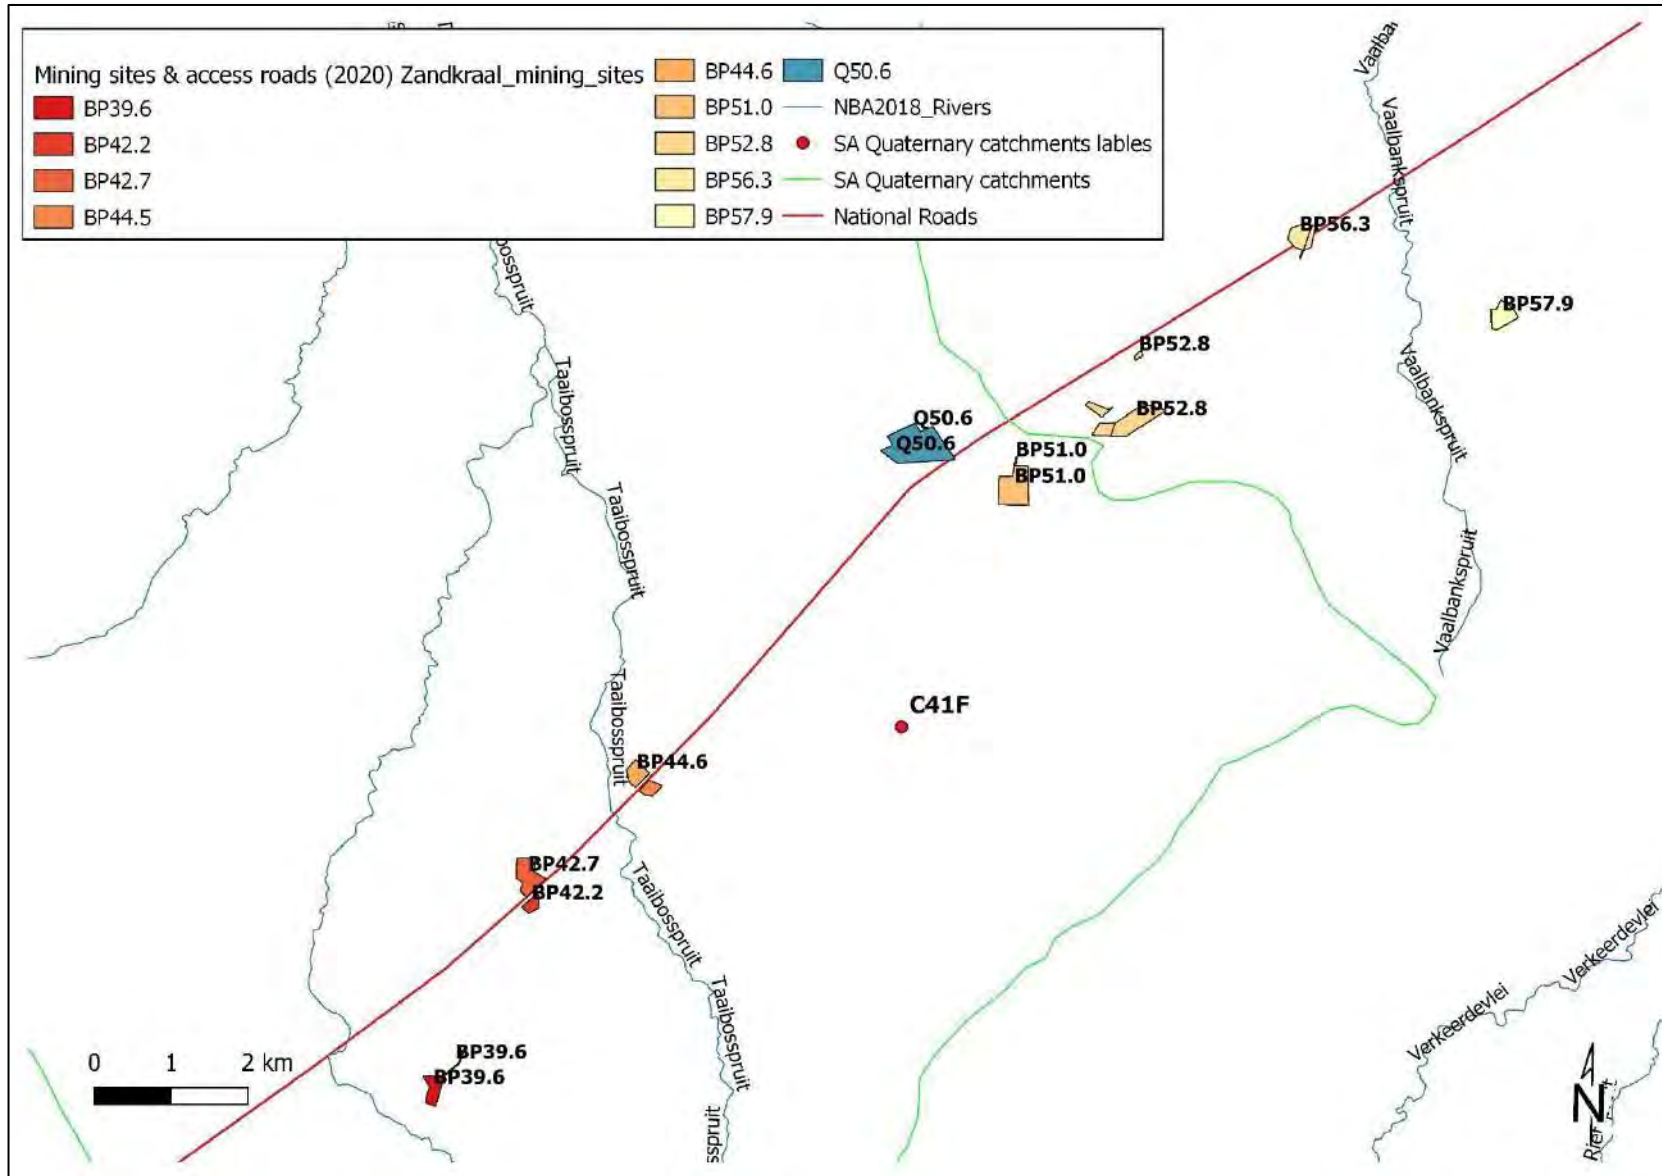 Mining sites & access roads (2020) Zandkraal_mining_sites
BP39.6
BP42.2
BP42.7
BP44.5
BP44.6
BP51.0
BP52.8
BP56.3
BP57.9
Q50.6
NBA2018_Rivers
SA Quaternary catchments lables
SA Quaternary catchments
National Roads
Vaalbankspruit
BP56.3
BP57.9
BP52.8
BP52.8
Vaalbankspruit
Vaalbankspruit
Q50.6
Q50.6
BP51.0
BP51.0
Taaibosspruit
Taaibosspruit
Taaibosspruit
C41F
BP44.6
BP42.7
BP42.2
Taaibosspruit
Taaibosspruit
Verkeerdevlei
Verkeerdevlei
BP39.6
BP39.6
0 1 2 km
N